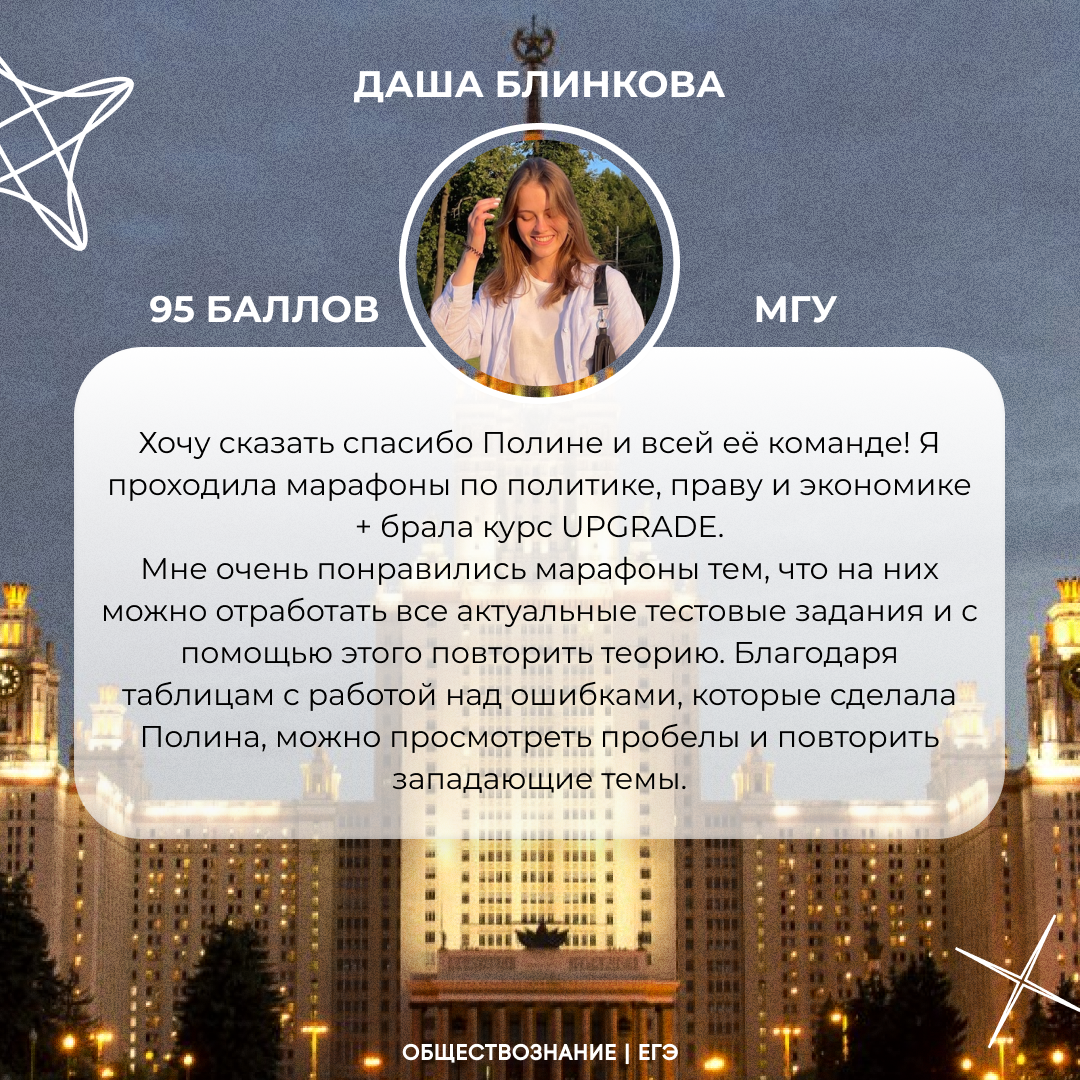 ДАША БЛИНКОВА
95 БАЛЛОВ
МГУ
Хочу сказать спасибо Полине и всей её команде! Я
проходила марафоны по политике, праву и экономике
+ брала курс UPGRADE.
Мне очень понравились марафоны тем, что на них
можно отработать все актуальные тестовые задания и с
помощью этого повторить теорию. Благодаря
таблицам с работой над ошибками, которые сделала
Полина, можно просмотреть пробелы и повторить
западающие темы.
ОБЩЕСТВОЗНАНИЕ | ЕГЭ